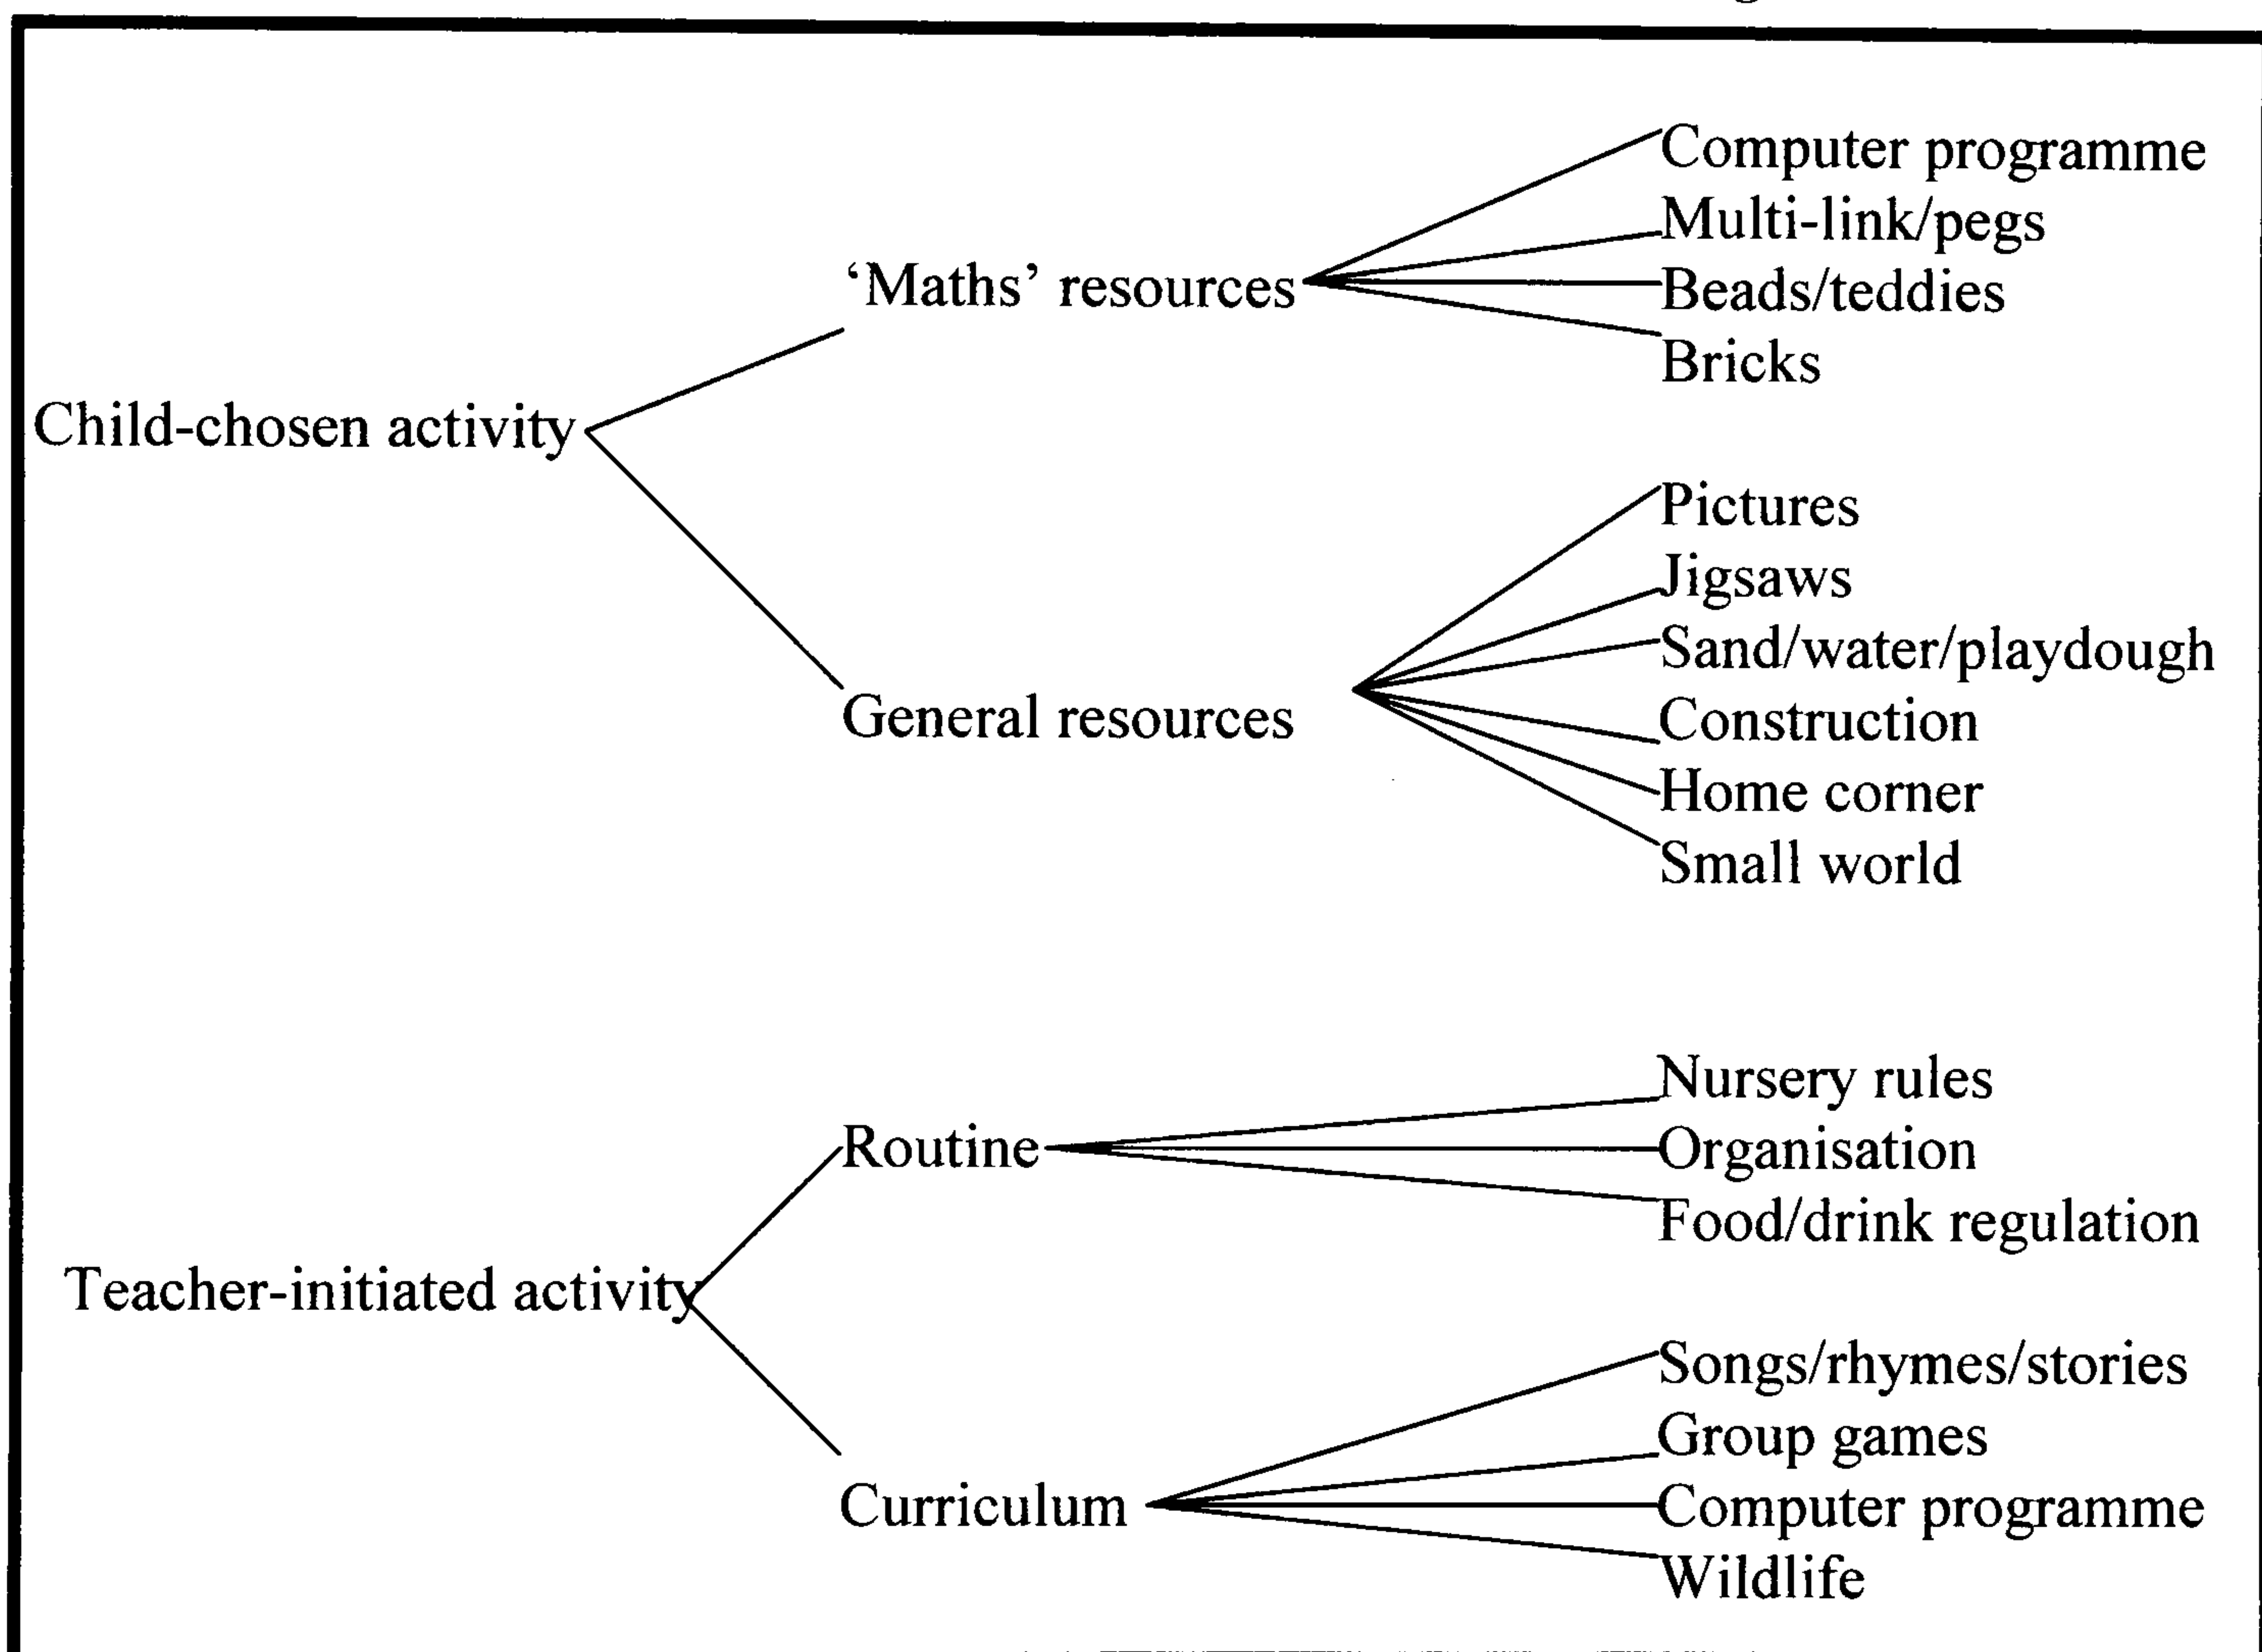 Computer programme
Multi-link/pegs
‘Maths’ resources
Beads/teddies
Bricks
Child-chosen activity
Pictures
Jigsaws
Sand/water/playdough
General resources
Construction
Home corner
Small world
Nursery rules
Routine
Organisation
Food/drink regulation
Teacher-initiated activity
Songs/rhymes/stories
Group games
Curriculum
Computer programme
Wildlife